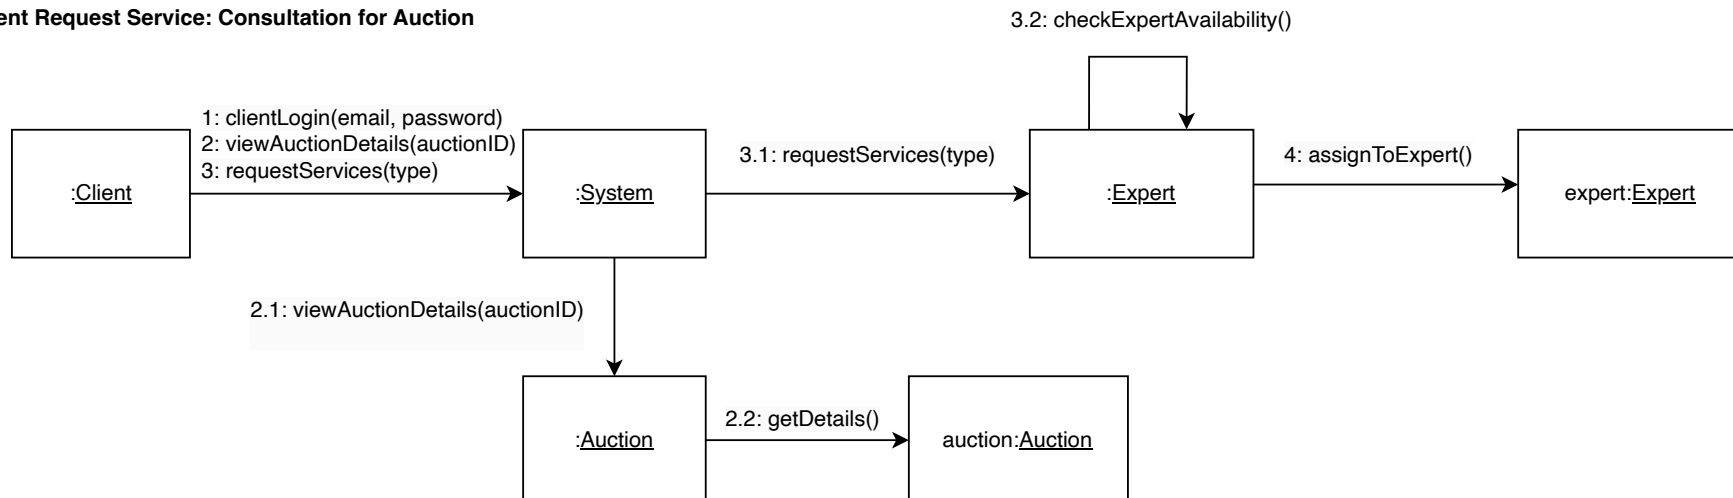 ent Request Service: Consultation for Auction
3.2: checkExpertAvailability()
1: clientLogin(email, password)
2: viewAuctionDetails(auctionID)
3: requestServices(type)
3.1: requestServices(type)
4: assignToExpert()
:Client
:System
:Expert
expert:Expert
2.1: viewAuctionDetails(auctionID)
2.2: getDetails()
:Auction
auction:Auction